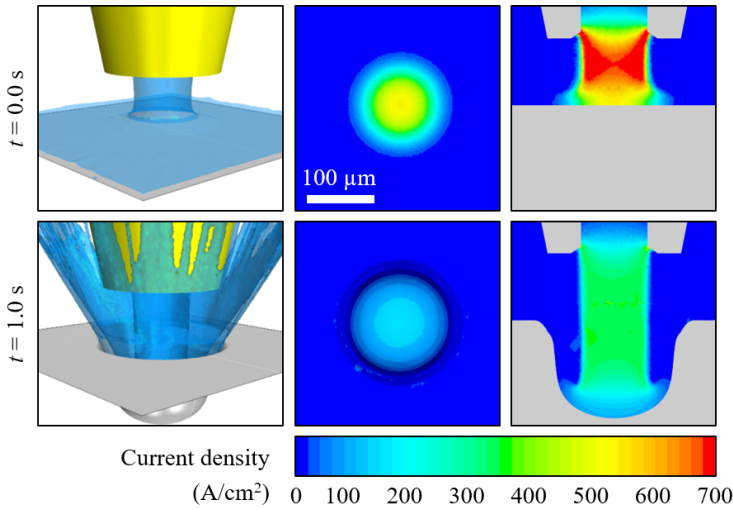 t = 0.0 s
100 µm
t = 1.0 s
Current density
(A/cm²)
0 100 200 300 400 500 600 700